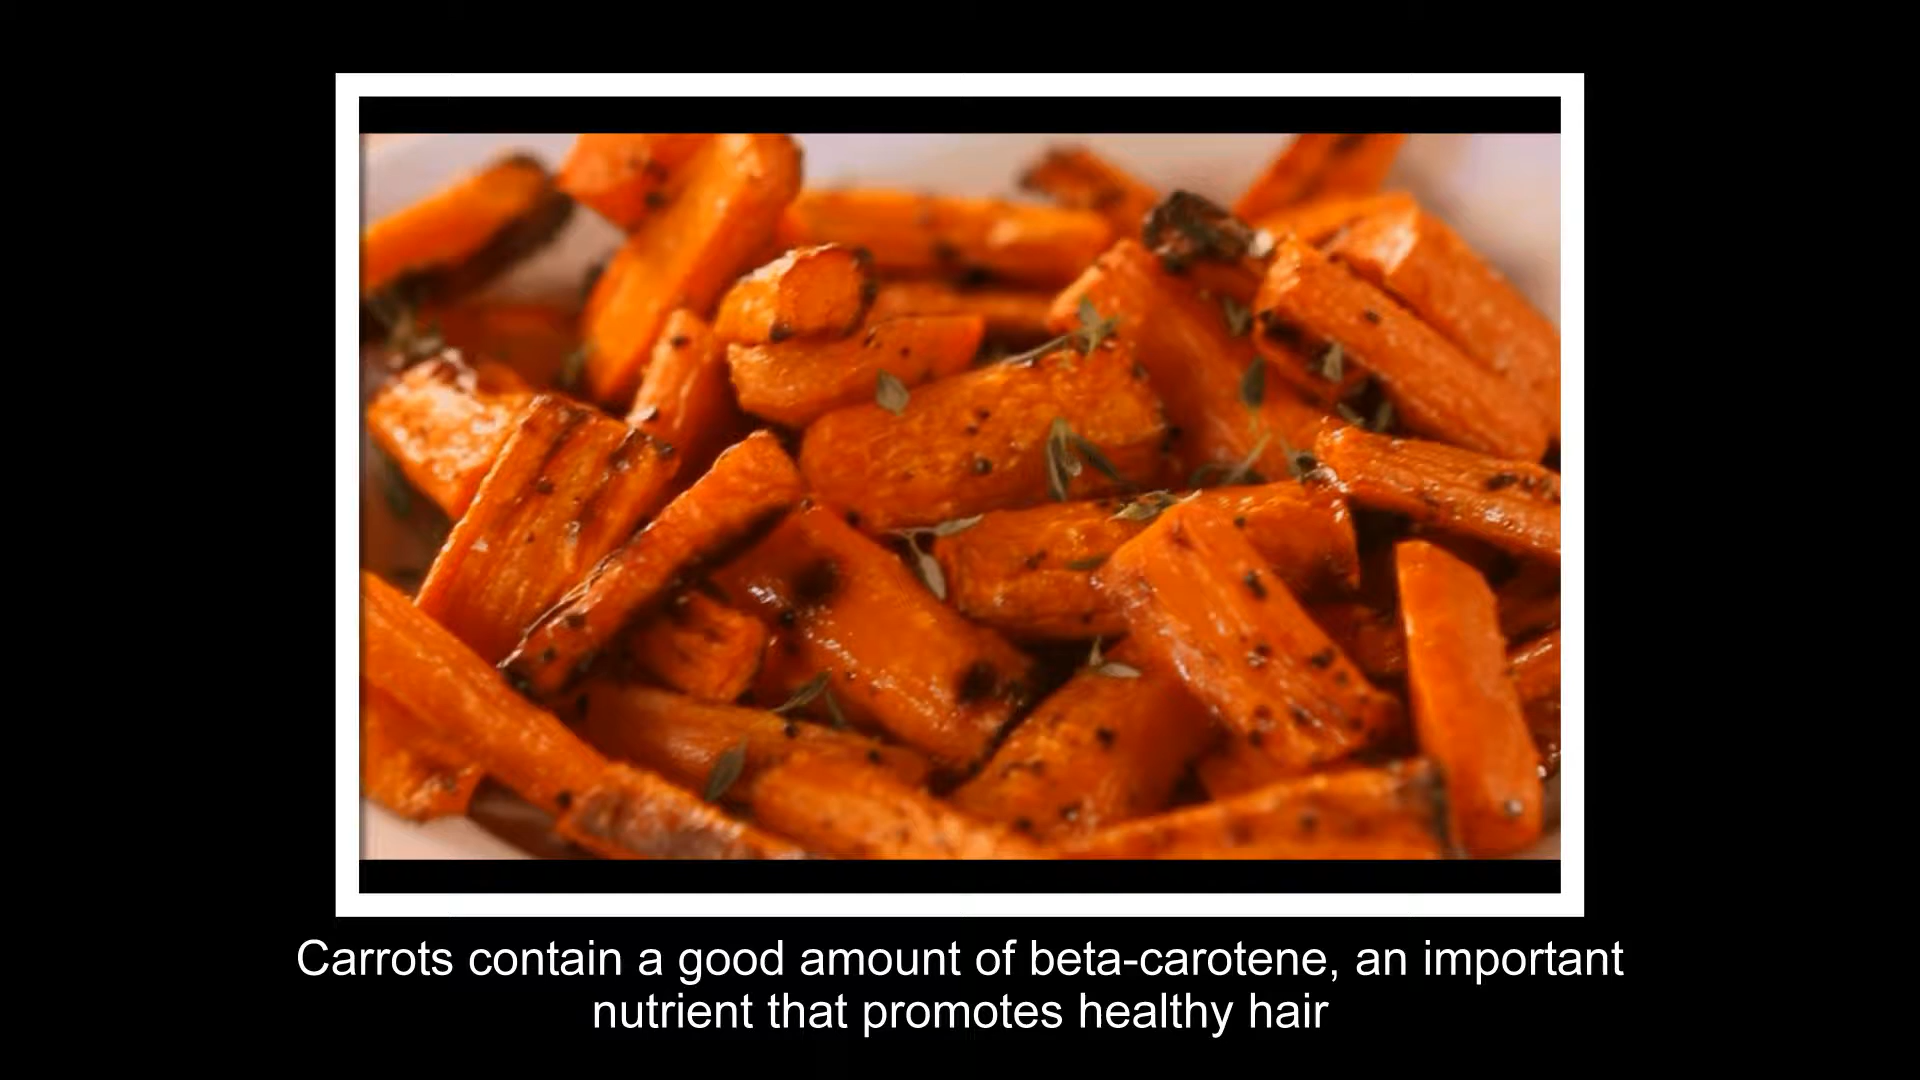 Carrots contain a good amount of beta-carotene, an important
nutrient that promotes healthy hair